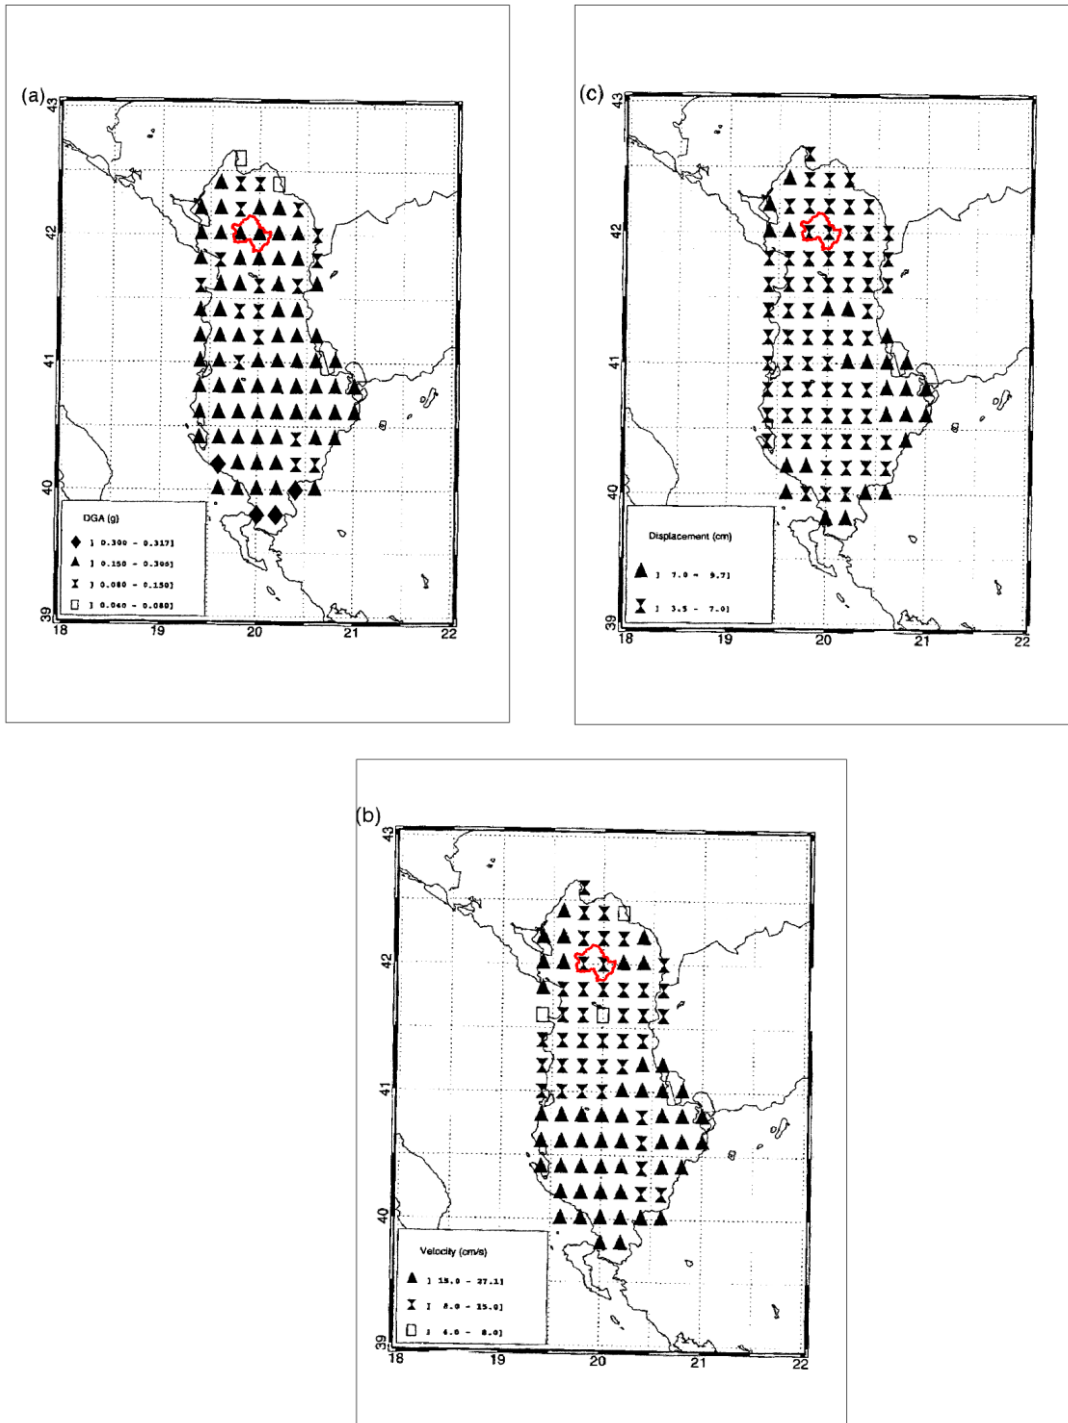 (a)
43
42
41
40
39
18
19
20
21
22
DGA (g)
] 0.300 - 0.317]
] 0.150 - 0.300]
] 0.080 - 0.150]
] 0.040 - 0.080]
(c)
43
42
41
40
39
18
19
20
21
22
Displacement (cm)
] 7.0 - 9.7]
] 3.5 - 7.0]
(b)
43
42
41
40
39
18
19
20
21
22
Velocity (cm/s)
] 15.0 - 27.1]
] 8.0 - 15.0]
] 4.0 - 8.0]